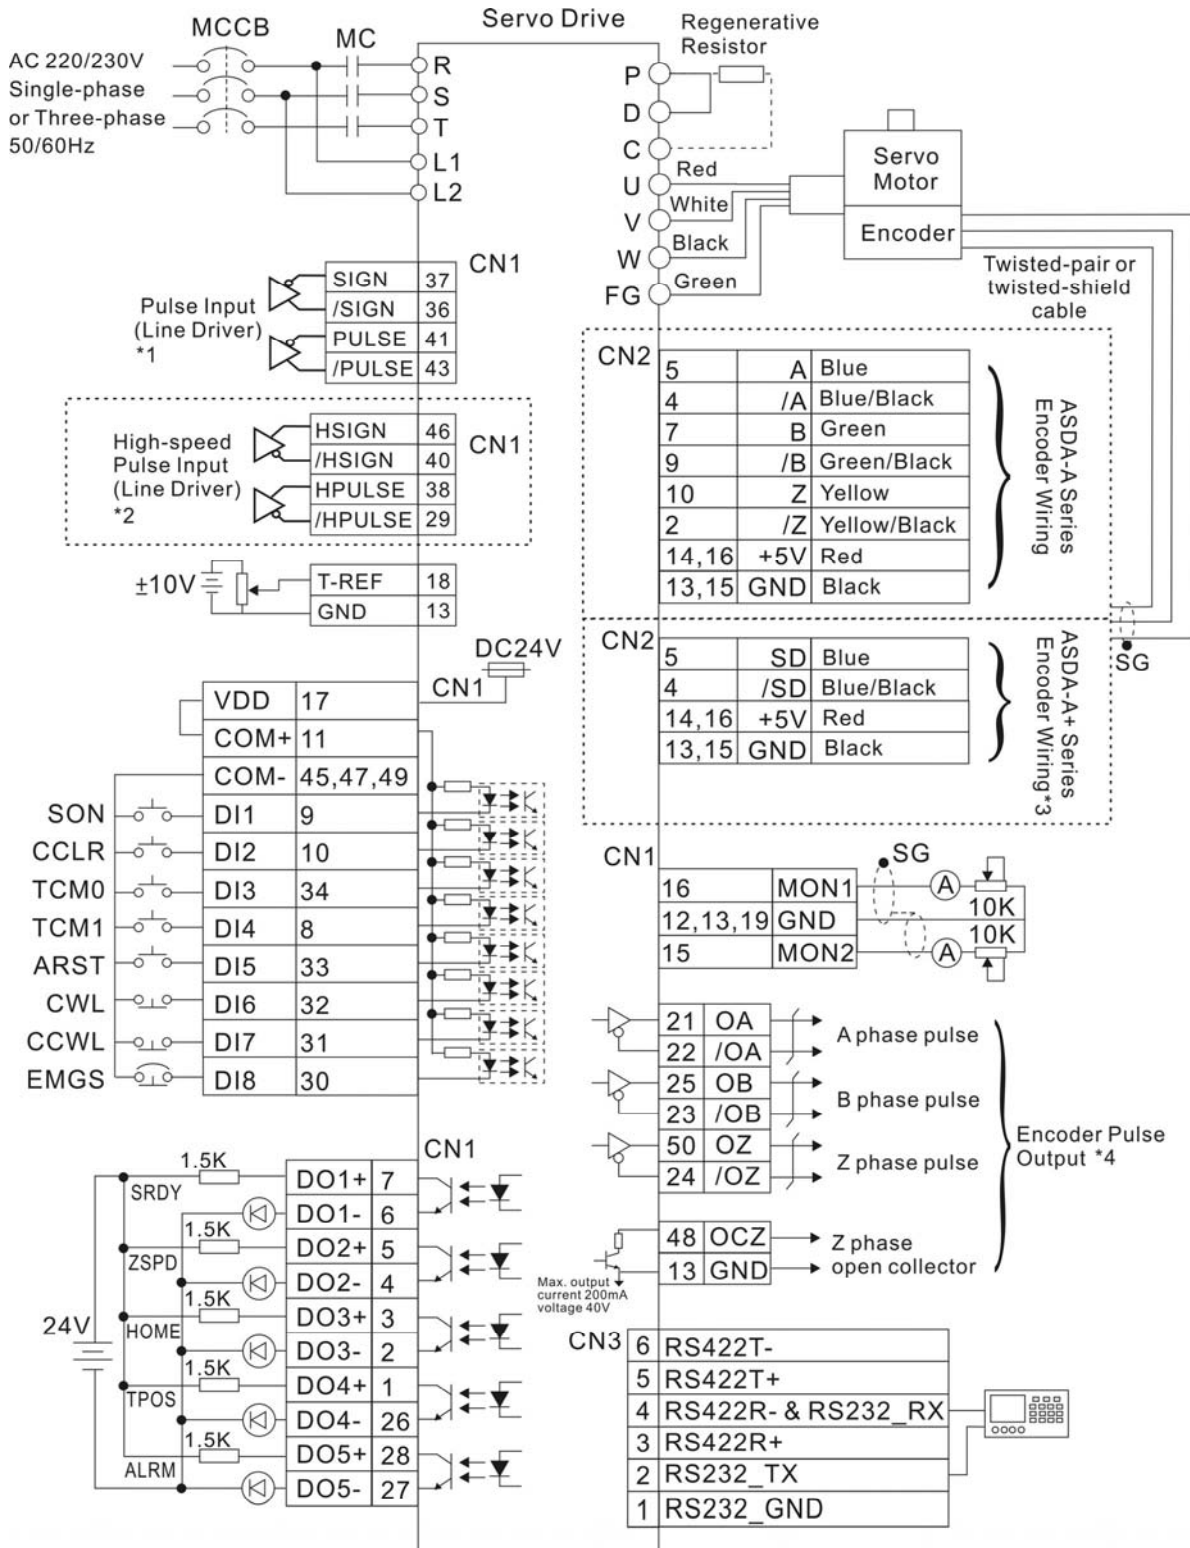 Servo Drive
MCCB
MC
AC 220/230V
Single-phase
or Three-phase
50/60Hz
R
S
T
L1
L2
Regenerative
Resistor
P
D
C
U
V
W
FG
Red
White
Black
Green
Servo
Motor
Encoder
Twisted-pair or
twisted-shield
cable
CN1
Pulse Input
(Line Driver)
*1
SIGN 37
/SIGN 36
PULSE 41
/PULSE 43
CN1
High-speed
Pulse Input
(Line Driver)
*2
HSIGN 46
/HSIGN 40
HPULSE 38
/HPULSE 29
±10V
T-REF 18
GND 13
CN2
5 A Blue
4 /A Blue/Black
7 B Green
9 /B Green/Black
10 Z Yellow
2 /Z Yellow/Black
14,16 +5V Red
13,15 GND Black
ASDA-A Series
Encoder Wiring
CN2
5 SD Blue
4 /SD Blue/Black
14,16 +5V Red
13,15 GND Black
ASDA-A+ Series
Encoder Wiring*3
SG
DC24V
CN1
VDD 17
COM+ 11
COM- 45,47,49
SON DI1 9
CCLR DI2 10
TCM0 DI3 34
TCM1 DI4 8
ARST DI5 33
CWL DI6 32
CCWL DI7 31
EMGS DI8 30
CN1
SG
16 MON1
12,13,19 GND
15 MON2
A
10K
10K
A
21 OA
22 /OA
A phase pulse
25 OB
23 /OB
B phase pulse
50 OZ
24 /OZ
Z phase pulse
48 OCZ
13 GND
Z phase
open collector
Max. output
current 200mA
voltage 40V
Encoder Pulse
Output *4
CN1
24V
1.5K
SRDY
DO1+ 7
DO1- 6
1.5K
ZSPD
DO2+ 5
DO2- 4
1.5K
HOME
DO3+ 3
DO3- 2
1.5K
TPOS
DO4+ 1
DO4- 26
1.5K
ALRM
DO5+ 28
DO5- 27
CN3
6 RS422T-
5 RS422T+
4 RS422R- & RS232_RX
3 RS422R+
2 RS232_TX
1 RS232_GND